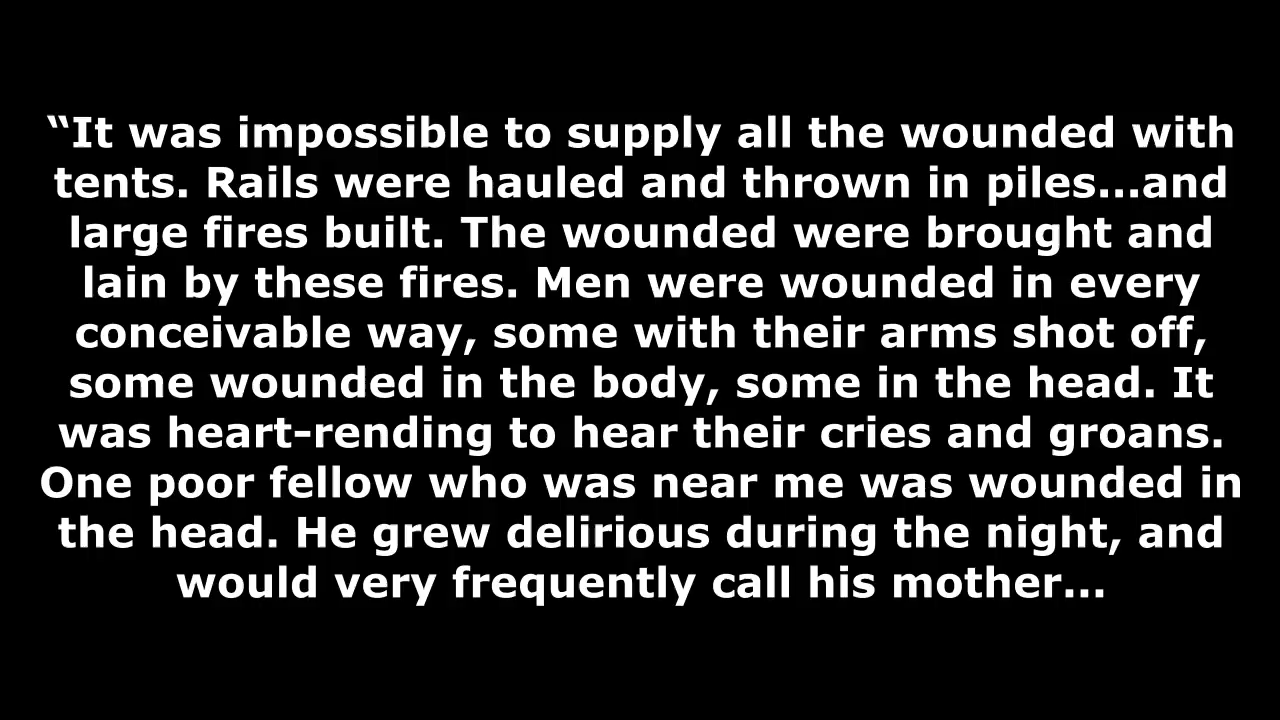 “It was impossible to supply all the wounded with
tents. Rails were hauled and thrown in piles...and
large fires built. The wounded were brought and
lain by these fires. Men were wounded in every
conceivable way, some with their arms shot off,
some wounded in the body, some in the head. It
was heart-rending to hear their cries and groans.
One poor fellow who was near me was wounded in
the head. He grew delirious during the night, and
would very frequently call his mother...